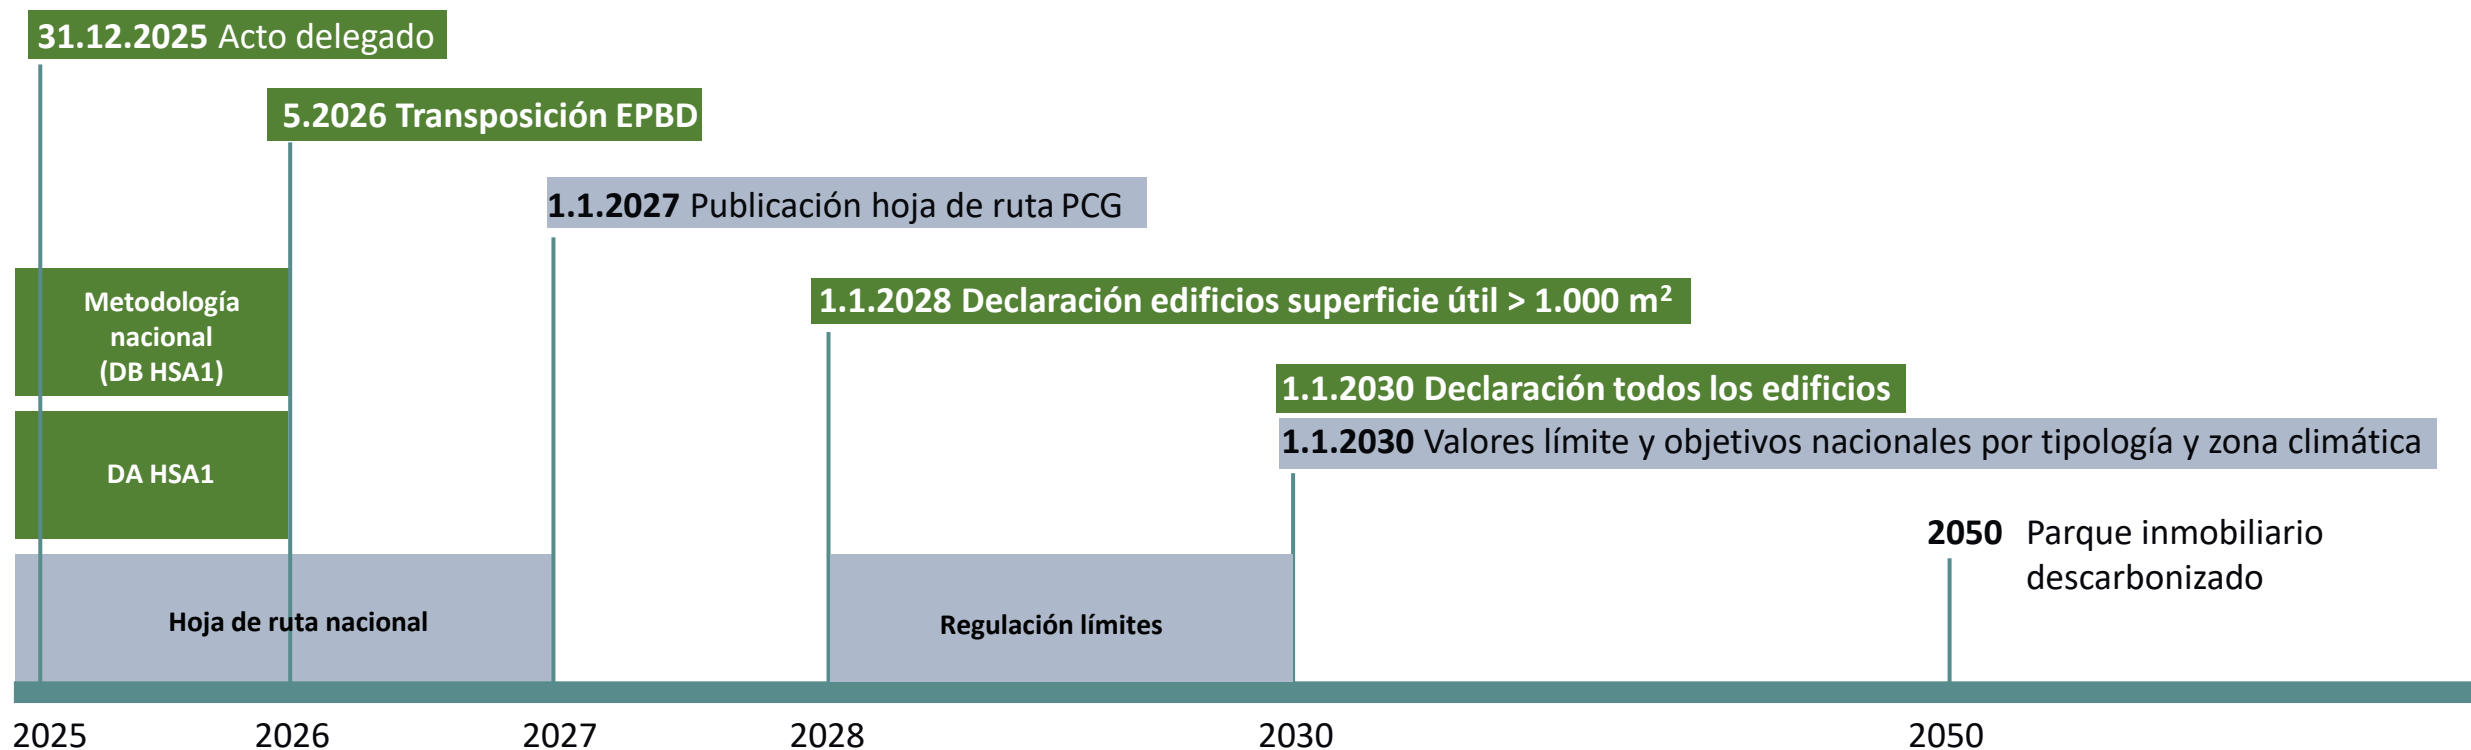 31.12.2025 Acto delegado
5.2026 Transposición EPBD
1.1.2027 Publicación hoja de ruta PCG
Metodología
nacional
(DB HSA1)
1.1.2028 Declaración edificios superficie útil > 1.000 m²
1.1.2030 Declaración todos los edificios
1.1.2030 Valores límite y objetivos nacionales por tipología y zona climática
DA HSA1
2050 Parque inmobiliario
descarbonizado
Hoja de ruta nacional
Regulación límites
2025 2026 2027 2028 2030 2050